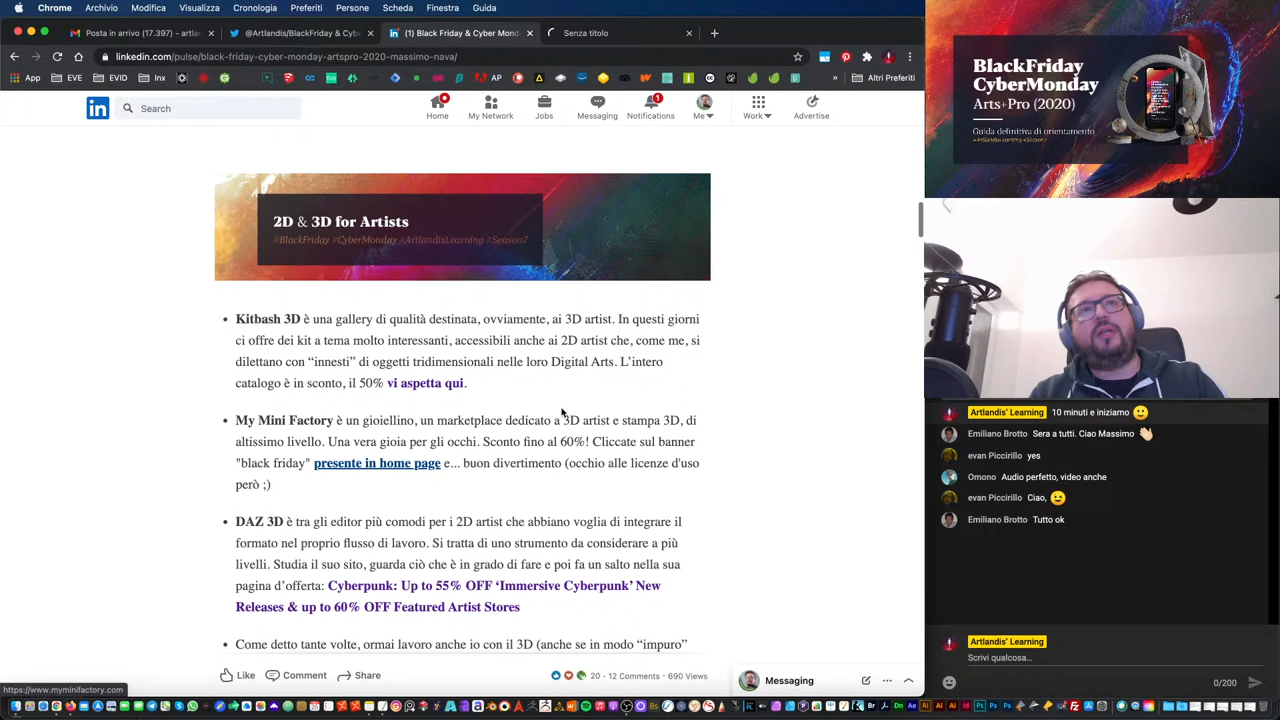 Chrome Archivio Modifica Visualizza Cronologia Preferiti Persone Scheda Finestra Guida
Posta in arrivo (17.397) - artlan
@Artlandis/BlackFriday & Cybe
(1) Black Friday & Cyber Mond
Senza titolo
linkedin.com/pulse/black-friday-cyber-monday-artspro-2020-massimo-nava/
App EVE EVID Inx AP Altri Preferiti
Search
Home My Network Jobs Messaging Notifications Me Work Advertise
1
2D & 3D for Artists
#BlackFriday #CyberMonday #ArtlandisLearning #Season7
• Kitbash 3D è una gallery di qualità destinata, ovviamente, ai 3D artist. In questi giorni
ci offre dei kit a tema molto interessanti, accessibili anche ai 2D artist che, come me, si
dilettano con “innesti” di oggetti tridimensionali nelle loro Digital Arts. L’intero
catalogo è in sconto, il 50% vi aspetta qui.
• My Mini Factory è un gioiellino, un marketplace dedicato a 3D artist e stampa 3D, di
altissimo livello. Una vera gioia per gli occhi. Sconto fino al 60%! Cliccate sul banner
"black friday" presente in home page e... buon divertimento (occhio alle licenze d'uso
però ;)
• DAZ 3D è tra gli editor più comodi per i 2D artist che abbiano voglia di integrare il
formato nel proprio flusso di lavoro. Si tratta di uno strumento da considerare a più
livelli. Studia il suo sito, guarda ciò che è in grado di fare e poi fa un salto nella sua
pagina d’offerta: Cyberpunk: Up to 55% OFF ‘Immersive Cyberpunk’ New
Releases & up to 60% OFF Featured Artist Stores
• Come detto tante volte, ormai lavoro anche io con il 3D (anche se in modo “impuro”
Like Comment Share
20 · 12 Comments · 690 Views
Messaging
https://www.myminifactory.com
BlackFriday
CyberMonday
Arts+Pro (2020)
Guida definitiva di orientamento
Artlandis' Learning 10 minuti e iniziamo
Emiliano Brotto Sera a tutti. Ciao Massimo
evan Piccirillo yes
Omono Audio perfetto, video anche
evan Piccirillo Ciao,
Emiliano Brotto Tutto ok
Artlandis' Learning
Scrivi qualcosa...
0/200